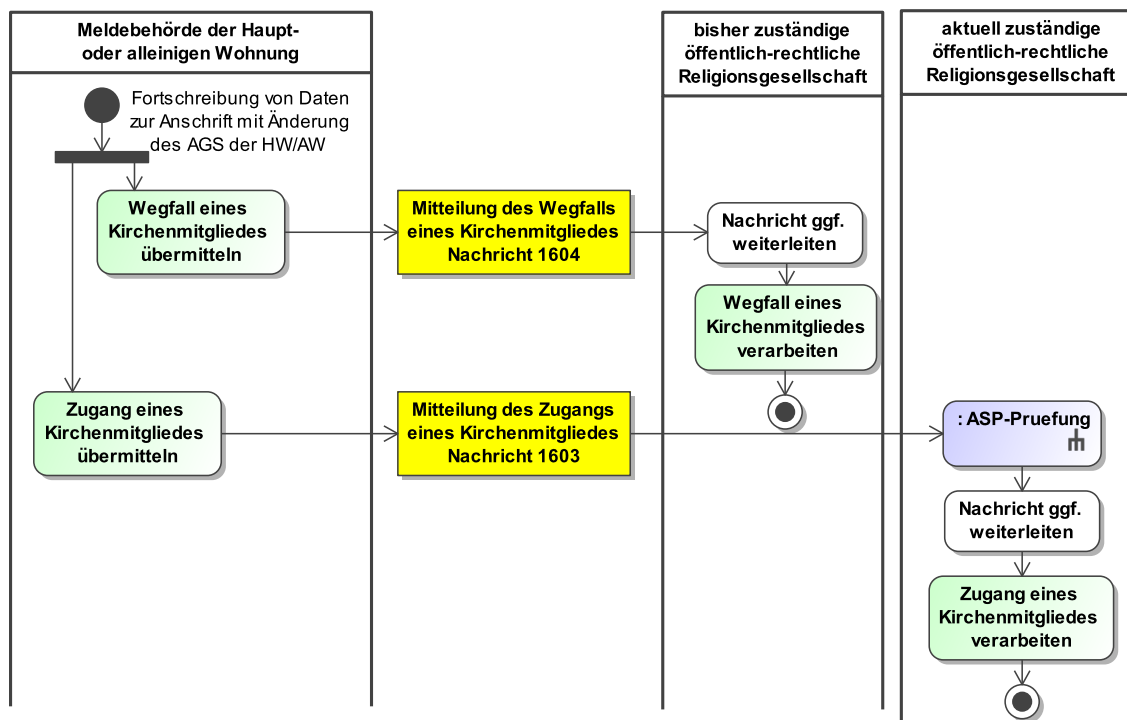 Meldebehörde der Haupt-
oder alleinigen Wohnung
bisher zuständige
öffentlich-rechtliche
Religionsgesellschaft
aktuell zuständige
öffentlich-rechtliche
Religionsgesellschaft
Fortschreibung von Daten
zur Anschrift mit Änderung
des AGS der HW/AW
Wegfall eines
Kirchenmitgliedes
übermitteln
Mitteilung des Wegfalls
eines Kirchenmitgliedes
Nachricht 1604
Nachricht ggf.
weiterleiten
Wegfall eines
Kirchenmitgliedes
verarbeiten
Zugang eines
Kirchenmitgliedes
übermitteln
Mitteilung des Zugangs
eines Kirchenmitgliedes
Nachricht 1603
: ASP-Pruefung
Nachricht ggf.
weiterleiten
Zugang eines
Kirchenmitgliedes
verarbeiten